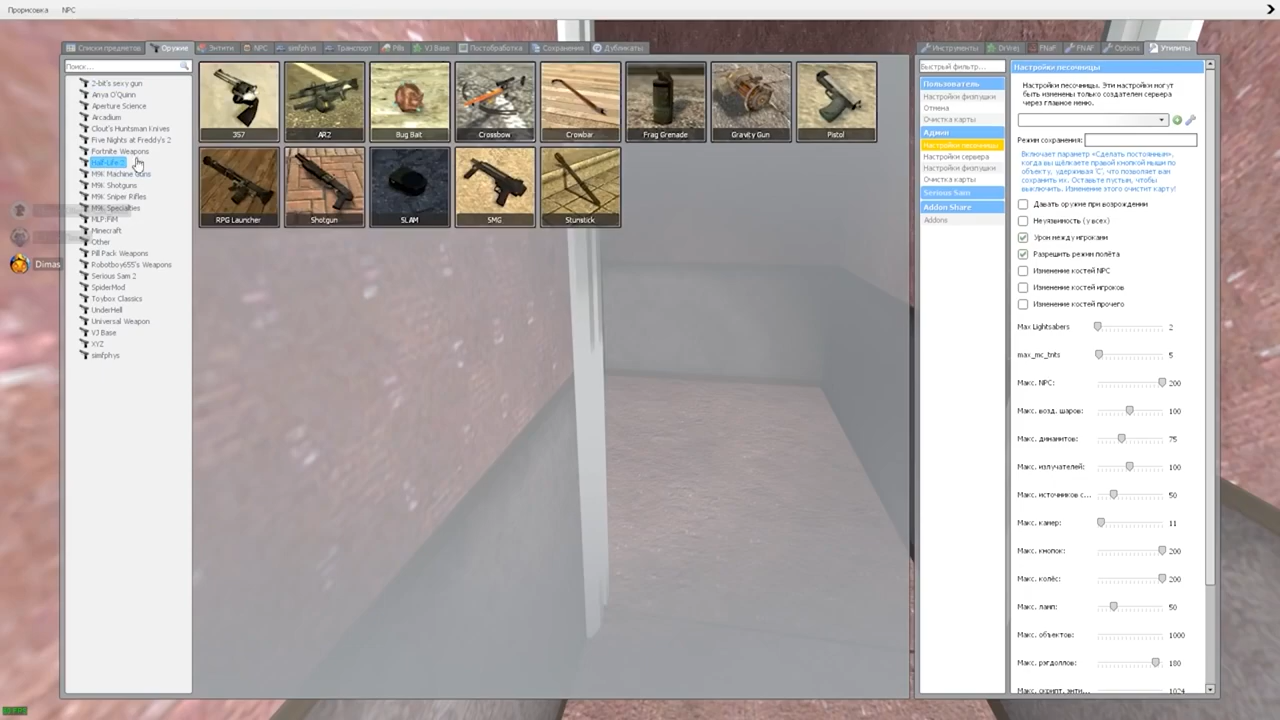 Прорисовка NPC
Списки предметов Оружие Энтити NPC simfphys Транспорт Pills VJ Base Постобработка Сохранения Дубликаты
Инструменты Drives FNaF FNAF Options Утилиты
Поиск...
2-bit's sexy gun
Anya O'Quinn
Aperture Science
Arcadium
Clout's Huntsman Knives
Five Nights at Freddy's 2
Fortnite Weapons
Half-Life 2
M9K Machine Guns
M9K Shotguns
M9K Sniper Rifles
M9K Specialties
MLP:FiM
Minecraft
Other
Pill Pack Weapons
Robotboy655's Weapons
Serious Sam 2
SpiderMod
Toybox Classics
UnderHell
Universal Weapon
VJ Base
XYZ
simfphys
Dimas
.357
AR2
Bug Bait
Crossbow
Crowbar
Frag Grenade
Gravity Gun
Pistol
RPG Launcher
Shotgun
SLAM
SMG
Stunstick
Быстрый фильтр...
Пользователь
Настройки физпушки
Отмена
Очистка карты
Админ
Настройки песочницы
Настройки сервера
Настройки физпушки
Очистка карты
Serious Sam
Addon Share
Addons
Настройки песочницы
Настройки песочницы. Эти настройки могут
быть изменены только создателем сервера
через главное меню.
Режим сохранения:
Включает параметр «Сделать постоянным»,
когда вы щёлкаете правой кнопкой мыши по
объекту, удерживая 'C', что позволяет вам
сохранить их. Оставьте пустым, чтобы
выключить. Изменение этого очистит карту!
Давать оружие при возрождении
Неуязвимость (у всех)
Урон между игроками
Разрешить режим полёта
Изменение костей NPC
Изменение костей игроков
Изменение костей прочего
Max Lightsabers 2
max_mc_tnts 5
Макс. NPC: 200
Макс. возд. шаров: 100
Макс. динамитов: 75
Макс. излучателей: 100
Макс. источников с... 50
Макс. камер: 11
Макс. кнопок: 200
Макс. колёс: 200
Макс. ламп: 50
Макс. объектов: 1000
Макс. рэгдоллов: 180
Макс. скрипт. энти... 1024